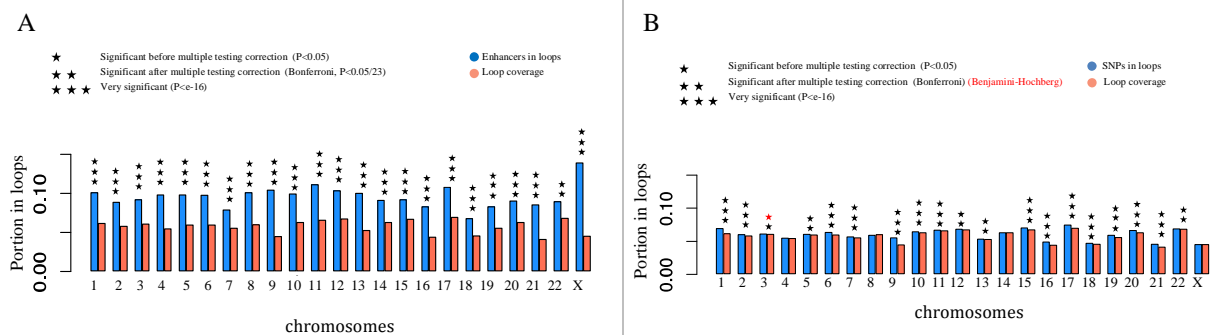 A
Significant before multiple testing correction (P<0.05)
Significant after multiple testing correction (Bonferroni, P<0.05/23)
Very significant (P<e-16)
Enhancers in loops
Loop coverage
Portion in loops
0.00 0.10
1 2 3 4 5 6 7 8 9 10 11 12 13 14 15 16 17 18 19 20 21 22 X
chromosomes
B
Significant before multiple testing correction (P<0.05)
Significant after multiple testing correction (Bonferroni) (Benjamini-Hochberg)
Very significant (P<e-16)
SNPs in loops
Loop coverage
Portion in loops
0.00 0.10
1 2 3 4 5 6 7 8 9 10 11 12 13 14 15 16 17 18 19 20 21 22 X
chromosomes